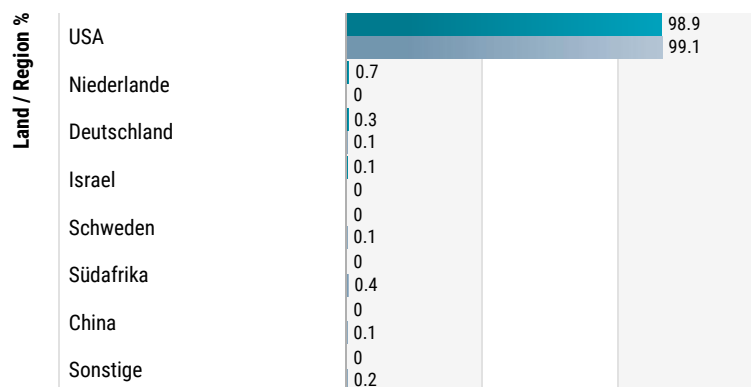 Land / Region %
USA
98.9
99.1
Niederlande
0.7
0
Deutschland
0.3
0.1
Israel
0.1
0
Schweden
0
0.1
Südafrika
0
0.4
China
0
0.1
Sonstige
0
0.2